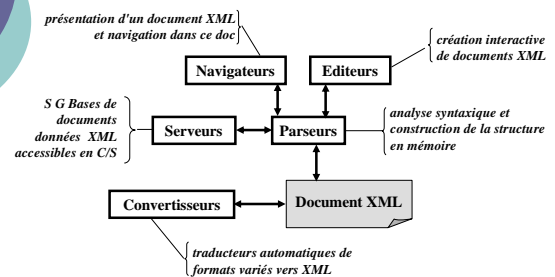 présentation d'un document XML
et navigation dans ce doc
création interactive
de documents XML
Navigateurs
Editeurs
S G Bases de
documents
données XML
accessibles en C/S
Serveurs
Parseurs
analyse syntaxique et
construction de la structure
en mémoire
Convertisseurs
Document XML
traducteurs automatiques de
formats variés vers XML